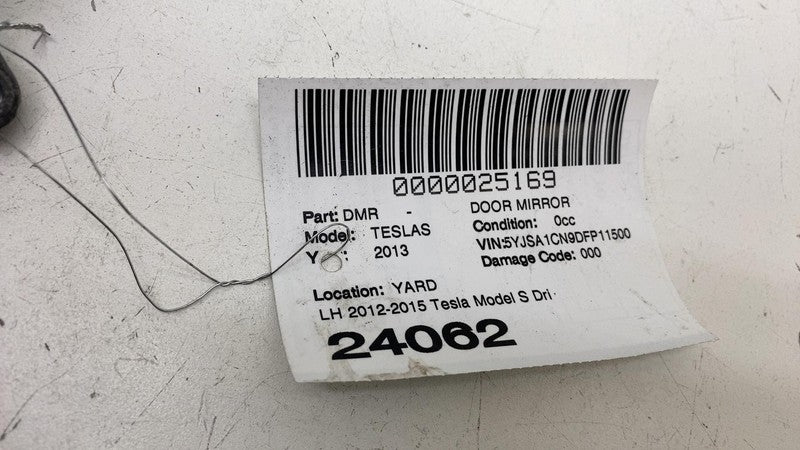 0000025169
Part: DMR - DOOR MIRROR
Model: TESLAS Condition: 0cc
Y 2013 VIN:5YJSA1CN9DFP11500
Damage Code: 000
Location: YARD
LH 2012-2015 Tesla Model S Dri
24062